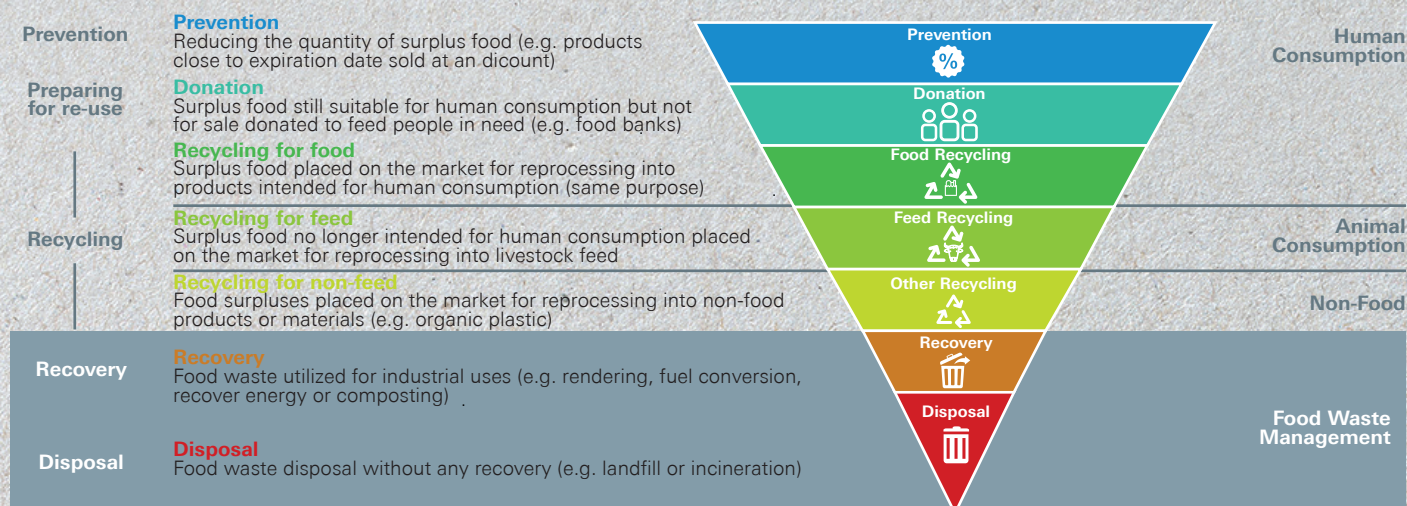 Prevention
Prevention
Reducing the quantity of surplus food (e.g. products
close to expiration date sold at an dicount)
Preparing
for re-use
Donation
Surplus food still suitable for human consumption but not
for sale donated to feed people in need (e.g. food banks)
Recycling for food
Surplus food placed on the market for reprocessing into
products intended for human consumption (same purpose)
Recycling
Recycling for feed
Surplus food no longer intended for human consumption placed
on the market for reprocessing into livestock feed
Recycling for non-feed
Food surpluses placed on the market for reprocessing into non-food
products or materials (e.g. organic plastic)
Recovery
Recovery
Food waste utilized for industrial uses (e.g. rendering, fuel conversion,
recover energy or composting) .
Disposal
Disposal
Food waste disposal without any recovery (e.g. landfill or incineration)
Prevention
%
Donation
Food Recycling
Feed Recycling
Other Recycling
Recovery
Disposal
Human
Consumption
Animal
Consumption
Non-Food
Food Waste
Management